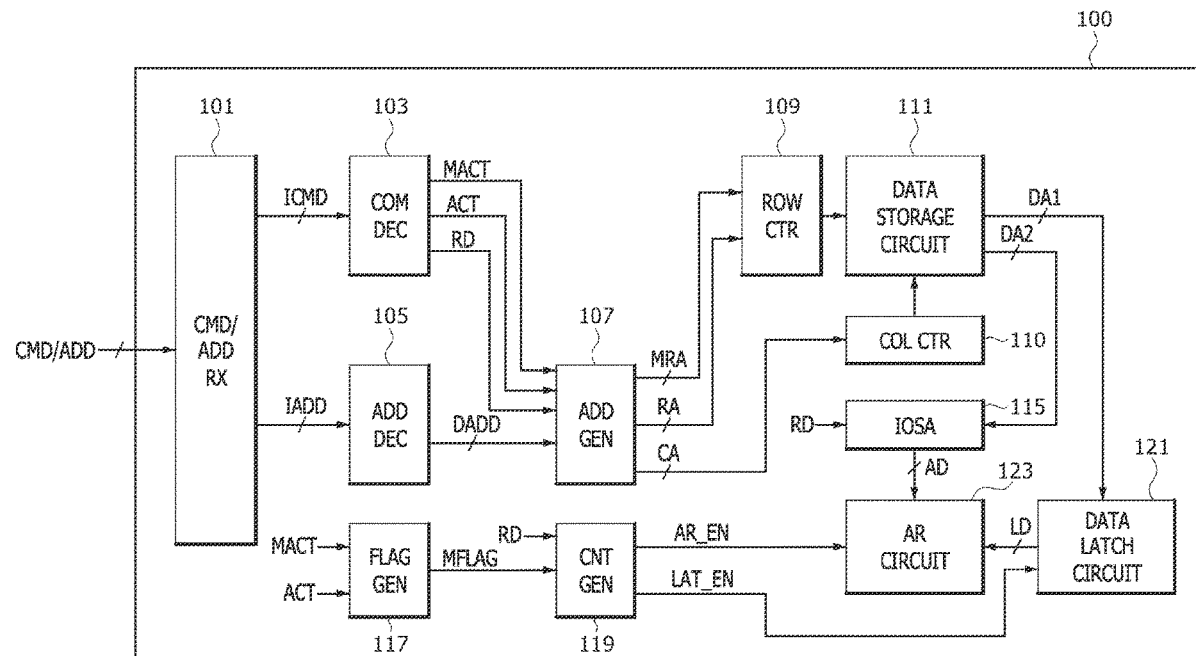 100
101
103
109
111
CMD/ADD
CMD/
ADD
RX
ICMD
IADD
COM
DEC
MACT
ACT
RD
105
ADD
DEC
DADD
107
ADD
GEN
MRA
RA
CA
ROW
CTR
DATA
STORAGE
CIRCUIT
DA1
DA2
COL CTR
110
RD
IOSA
115
AD
123
121
AR
CIRCUIT
LD
DATA
LATCH
CIRCUIT
MACT
ACT
FLAG
GEN
117
MFLAG
RD
CNT
GEN
119
AR_EN
LAT_EN